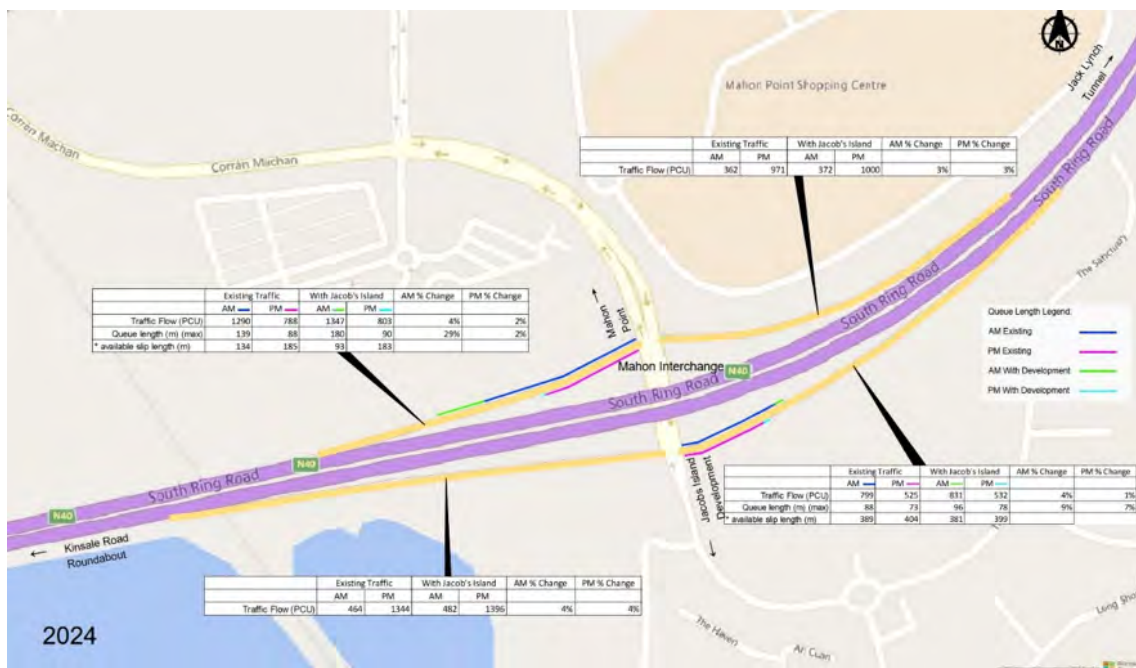 N
Jack Lynch
Tunnel →
Mahon Point Shopping Centre
South Ring Road
South Ring Road
Corrán Machan
Corrán Machan
Existing Traffic With Jacob's Island AM % Change PM % Change
AM PM AM PM
Traffic Flow (PCU) 362 971 372 1000 3% 3%
The Sanctuary
Existing Traffic With Jacob's Island AM % Change PM % Change
AM PM AM PM
Traffic Flow (PCU) 1290 788 1347 803 4% 2%
Queue length (m) (max) 139 88 180 90 29% 2%
* available slip length (m) 134 185 93 183
← Mahon
Point
Mahon Interchange
South Ring Road
N40
South Ring Road
Queue Length Legend:
AM Existing
PM Existing
AM With Development
PM With Development
South Ring Road
N40
N40
← Kinsale Road
Roundabout
Jacobs Island
Development →
Existing Traffic With Jacob's Island AM % Change PM % Change
AM PM AM PM
Traffic Flow (PCU) 799 525 831 532 4% 1%
Queue length (m) (max) 88 73 96 78 9% 7%
* available slip length (m) 389 404 381 399
Existing Traffic With Jacob's Island AM % Change PM % Change
AM PM AM PM
Traffic Flow (PCU) 464 1344 482 1396 4% 4%
The Haven
Ar Cuan
Long Sho
2024